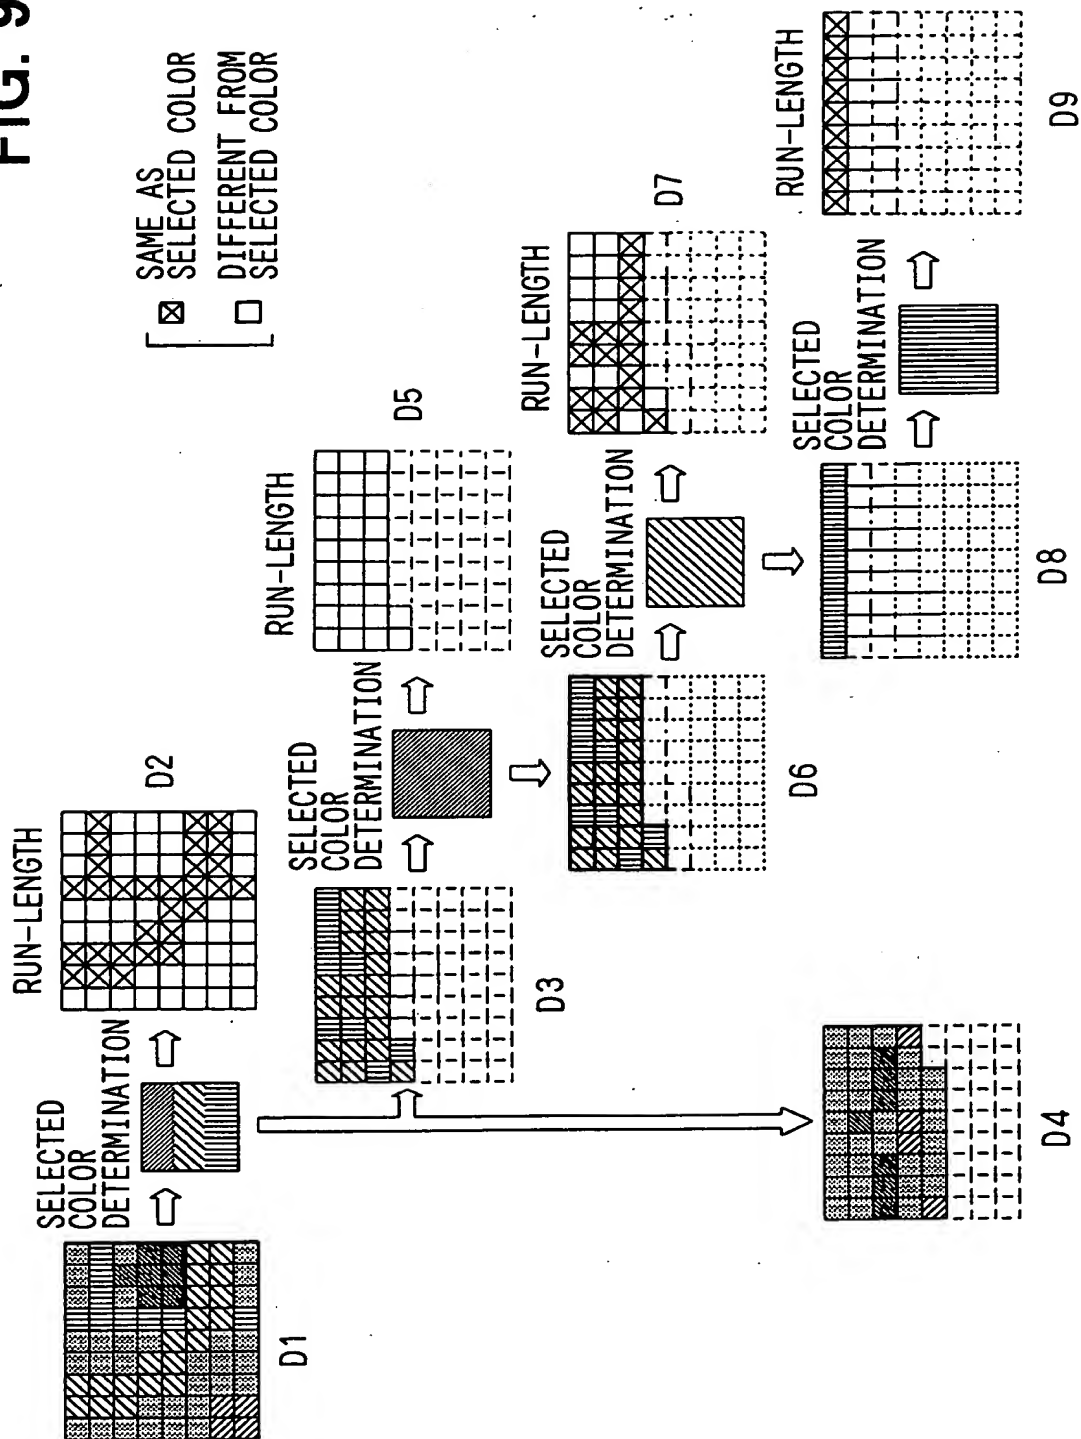 FIG. 9
SAME AS
SELECTED COLOR
DIFFERENT FROM
SELECTED COLOR
D1
SELECTED
COLOR
DETERMINATION
RUN-LENGTH
D2
D3
SELECTED
COLOR
DETERMINATION
RUN-LENGTH
D5
D4
D6
SELECTED
COLOR
DETERMINATION
RUN-LENGTH
D7
D8
SELECTED
COLOR
DETERMINATION
RUN-LENGTH
D9